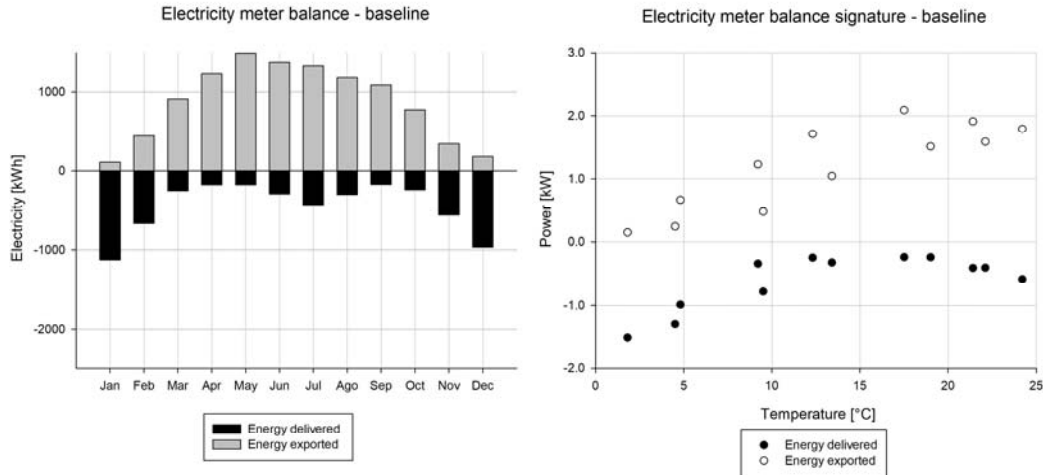 Electricity meter balance - baseline
Electricity [kWh]
1000
0
-1000
-2000
Jan Feb Mar Apr May Jun Jul Ago Sep Oct Nov Dec
Energy delivered
Energy exported
Electricity meter balance signature - baseline
Power [kW]
3.0
2.0
1.0
0.0
-1.0
-2.0
0 5 10 15 20 25
Temperature [°C]
Energy delivered
Energy exported